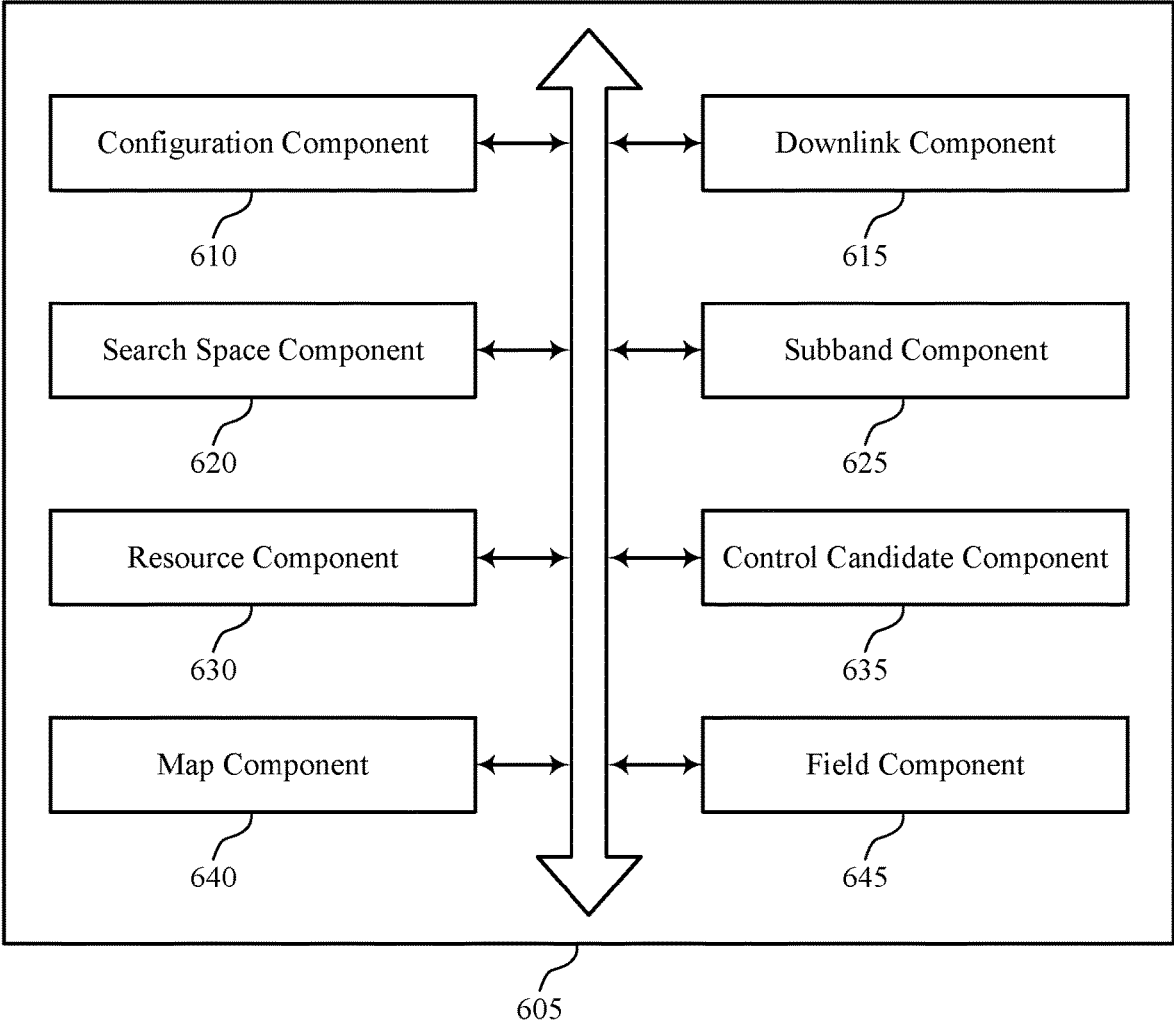 Configuration Component
Downlink Component
610
615
Search Space Component
Subband Component
620
625
Resource Component
Control Candidate Component
630
635
Map Component
Field Component
640
645
605